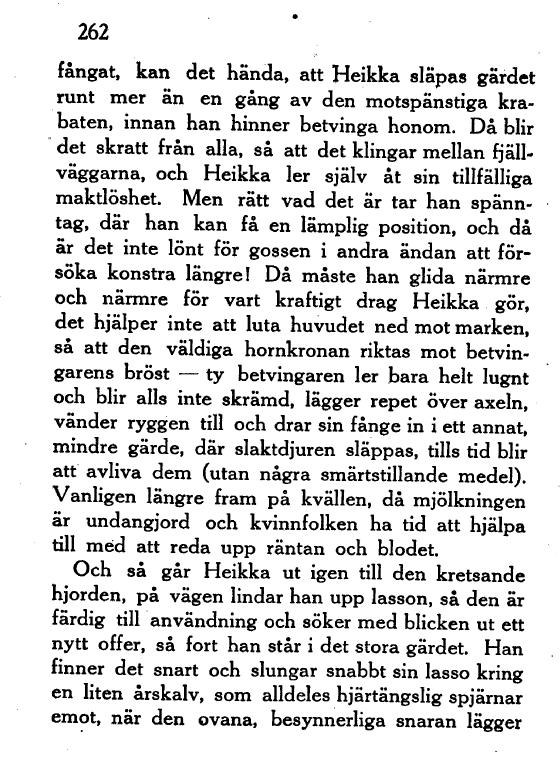 262
fångat, kan det hända, att Heikka släpas gärdet
runt mer än en gång av den motspänstiga kra-
baten, innan han hinner betvinga honom. Då blir
det skratt från alla, så att det klingar mellan fjäll-
väggarna, och Heikka ler själv åt sin tillfälliga
maktlöshet. Men rätt vad det är tar han spänn-
tag, där han kan få en lämplig position, och då
är det inte lönt för gossen i andra ändan att för-
söka konstra längre! Då måste han glida närmre
och närmre för vart kraftigt drag Heikka gör,
det hjälper inte att luta huvudet ned mot marken,
så att den väldiga hornkronan riktas mot betvin-
garens bröst — ty betvingaren ler bara helt lugnt
och blir alls inte skrämd, lägger repet över axeln,
vänder ryggen till och drar sin fånge in i ett annat,
mindre gärde, där slaktdjuren släppas, tills tid blir
att avliva dem (utan några smärtstillande medel).
Vanligen längre fram på kvällen, då mjölkningen
är undangjord och kvinnfolken ha tid att hjälpa
till med att reda upp räntan och blodet.
Och så går Heikka ut igen till den kretsande
hjorden, på vägen lindar han upp lasson, så den är
färdig till användning och söker med blicken ut ett
nytt offer, så fort han står i det stora gärdet. Han
finner det snart och slungar snabbt sin lasso kring
en liten årskalv, som alldeles hjärtängslig spjärnar
emot, när den ovana, besynnerliga snaran lägger